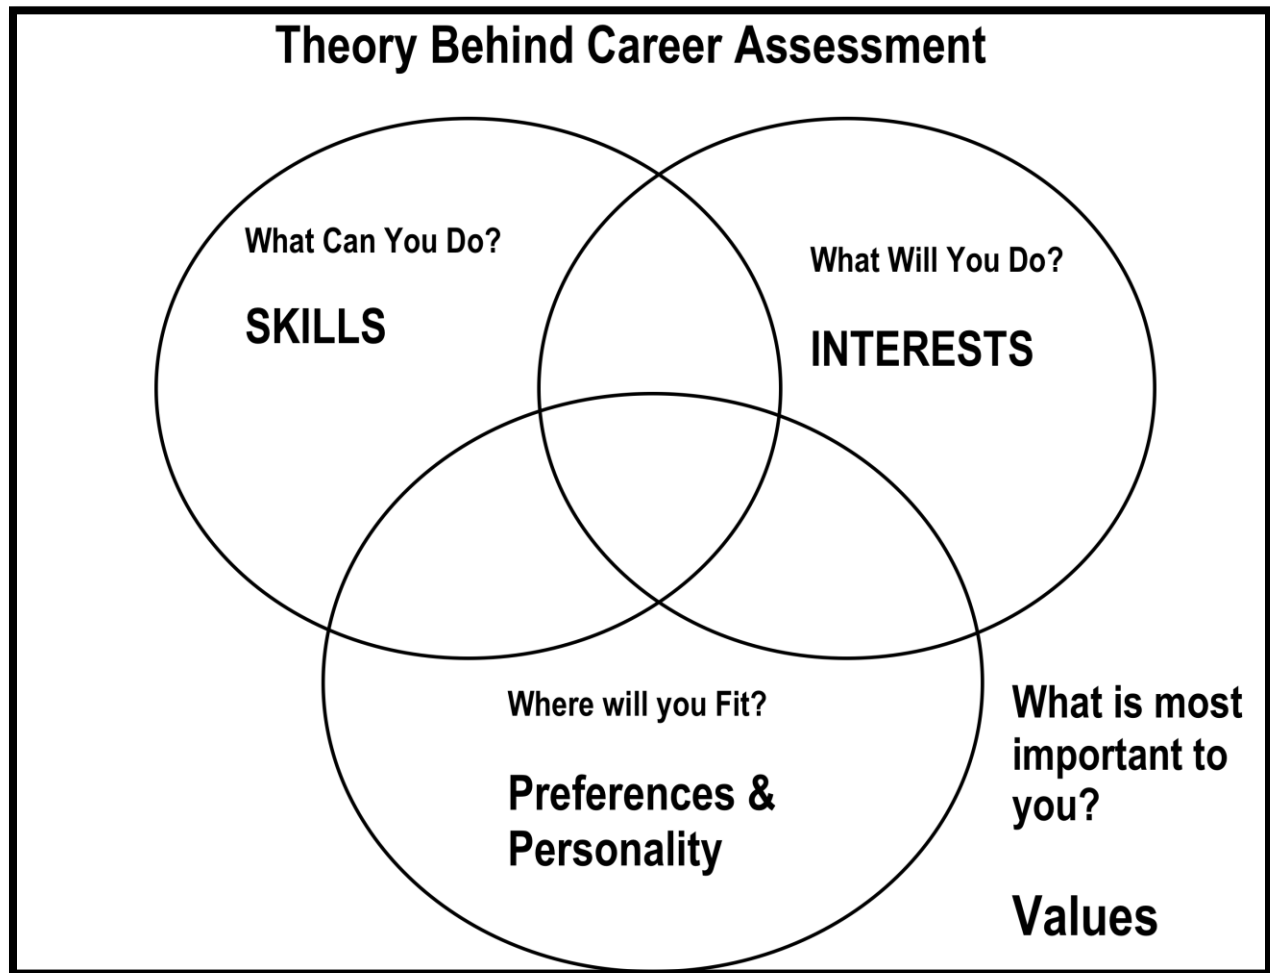 Theory Behind Career Assessment
What Can You Do?
SKILLS
What Will You Do?
INTERESTS
Where will you Fit?
Preferences &
Personality
What is most
important to
you?
Values